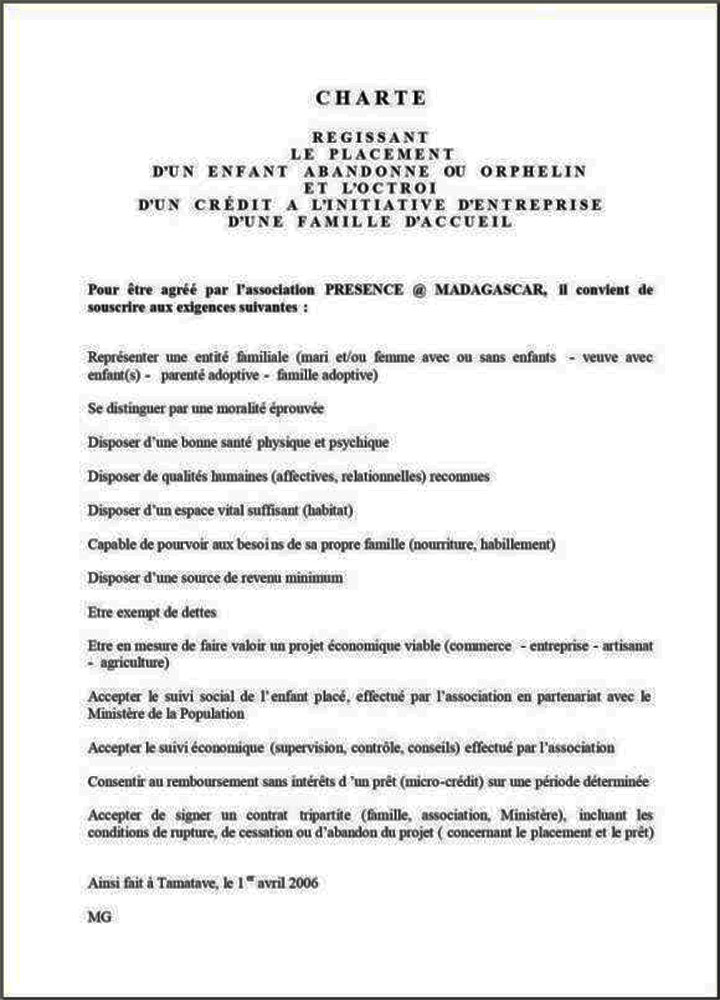 CHARTE
REGISSANT
LE PLACEMENT
D'UN ENFANT ABANDONNE OU ORPHELIN
ET L'OCTROI
D'UN CRÉDIT A L'INITIATIVE D'ENTREPRISE
D'UNE FAMILLE D'ACCUEIL
Pour être agréé par l'association PRESENCE @ MADAGASCAR, il convient de
souscrire aux exigences suivantes :
Représenter une entité familiale (mari et/ou femme avec ou sans enfants - veuve avec
enfant(s) - parenté adoptive - famille adoptive)
Se distinguer par une moralité éprouvée
Disposer d'une bonne santé physique et psychique
Disposer de qualités humaines (affectives, relationnelles) reconnues
Disposer d'un espace vital suffisant (habitat)
Capable de pourvoir aux besoins de sa propre famille (nourriture, habillement)
Disposer d'une source de revenu minimum
Etre exempt de dettes
Etre en mesure de faire valoir un projet économique viable (commerce - entreprise - artisanat
- agriculture)
Accepter le suivi social de l'enfant placé, effectué par l'association en partenariat avec le
Ministère de la Population
Accepter le suivi économique (supervision, contrôle, conseils) effectué par l'association
Consentir au remboursement sans intérêts d 'un prêt (micro-crédit) sur une période déterminée
Accepter de signer un contrat tripartite (famille, association, Ministère), incluant les
conditions de rupture, de cessation ou d'abandon du projet ( concernant le placement et le prêt)
Ainsi fait à Tamatave, le 1er avril 2006
MG